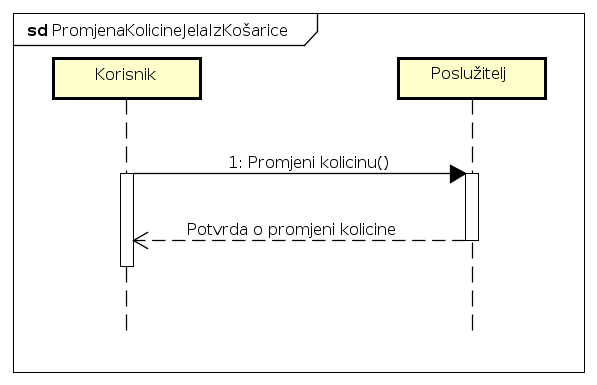 sd PromjenaKolicineJelaIzKošarice
Korisnik
Poslužitelj
1: Promjeni kolicinu()
Potvrda o promjeni kolicine